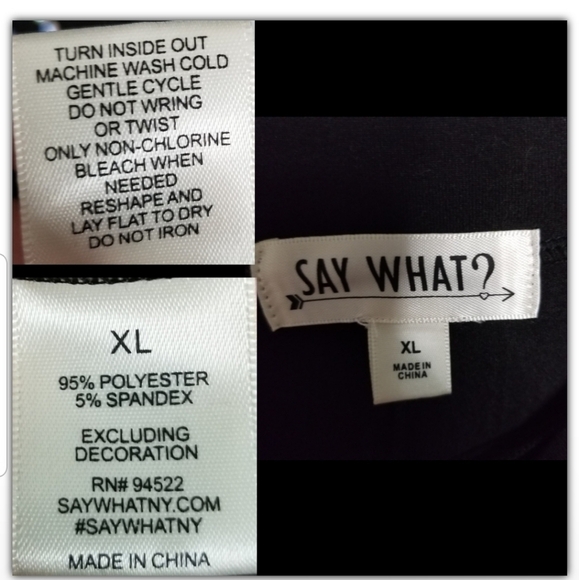 TURN INSIDE OUT
MACHINE WASH COLD
GENTLE CYCLE
DO NOT WRING
OR TWIST
ONLY NON-CHLORINE
BLEACH WHEN
NEEDED
RESHAPE AND
LAY FLAT TO DRY
DO NOT IRON
XL
95% POLYESTER
5% SPANDEX
EXCLUDING
DECORATION
RN# 94522
SAYWHATNY.COM
#SAYWHATNY
MADE IN CHINA
SAY WHAT?
XL
MADE IN
CHINA